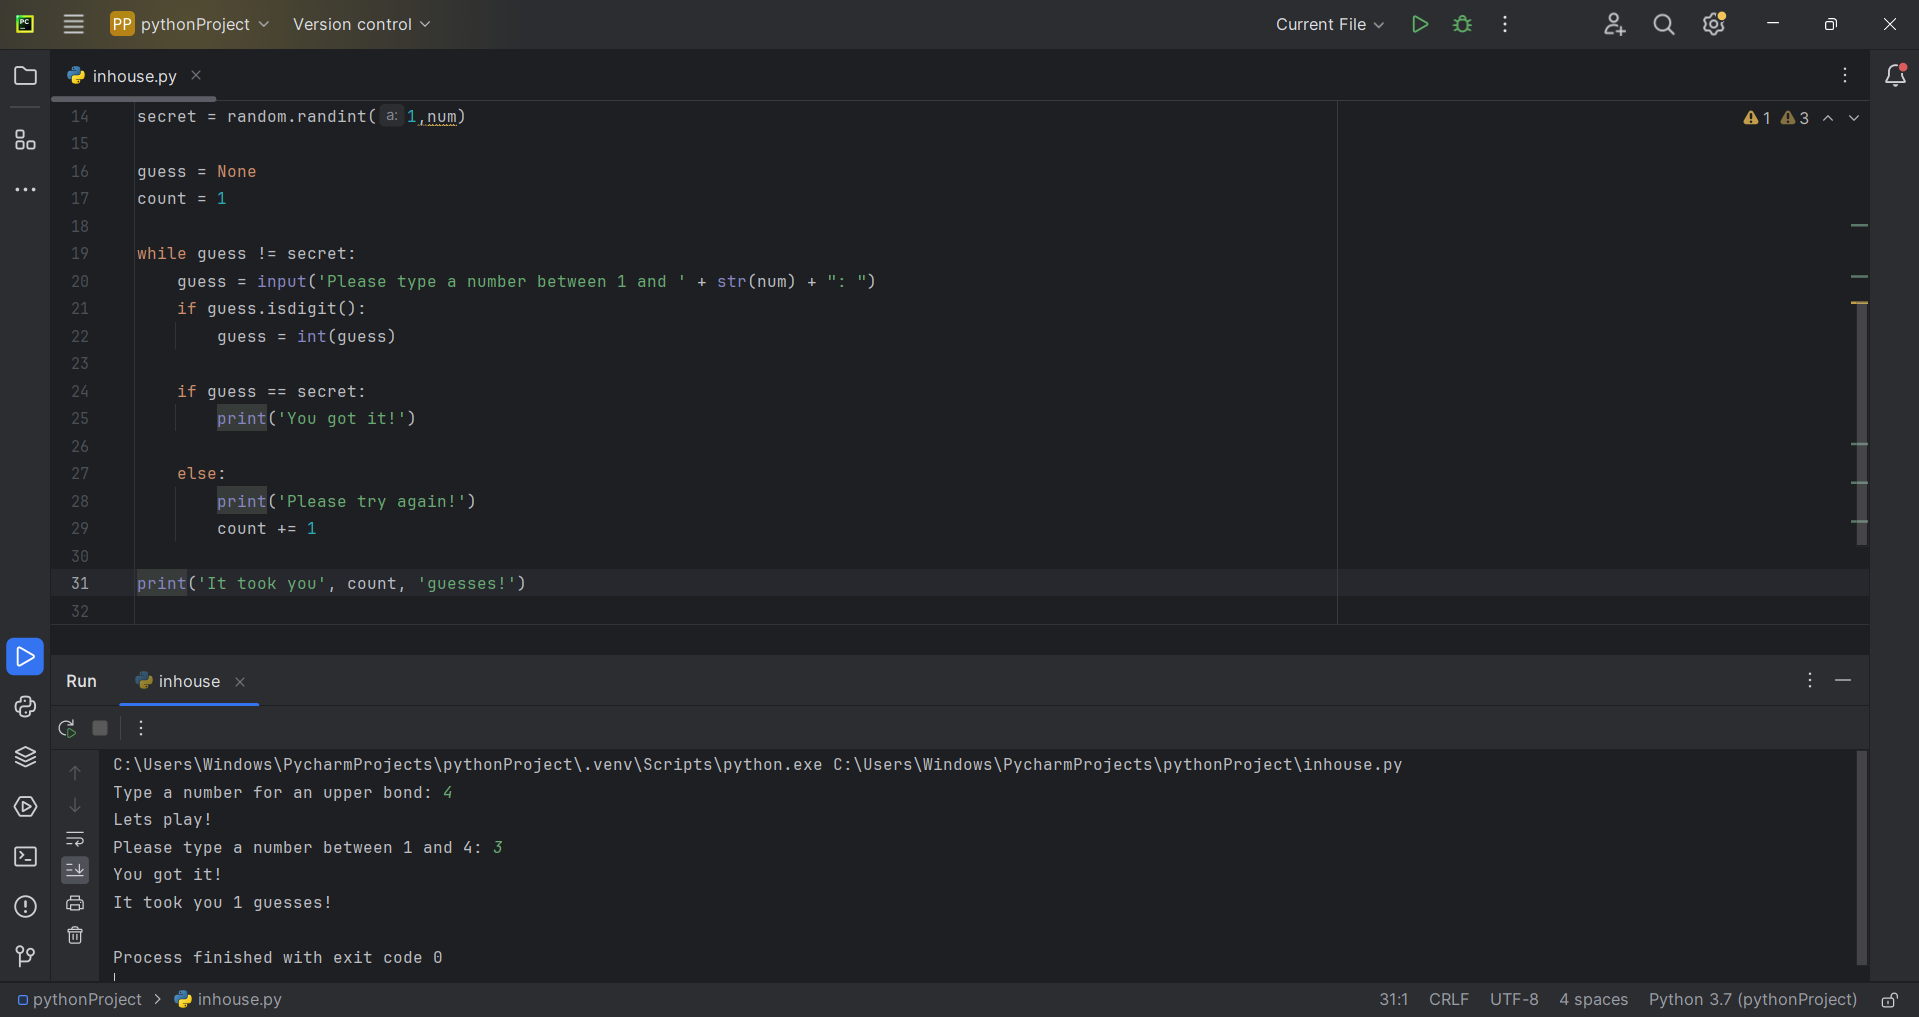 PC
PP pythonProject Version control Current File
inhouse.py
14 secret = random.randint( a: 1,num) 1 3
15
16 guess = None
17 count = 1
18
19 while guess != secret:
20 guess = input('Please type a number between 1 and ' + str(num) + ": ")
21 if guess.isdigit():
22 guess = int(guess)
23
24 if guess == secret:
25 print('You got it!')
26
27 else:
28 print('Please try again!')
29 count += 1
30
31 print('It took you', count, 'guesses!')
32
Run inhouse
C:\Users\Windows\PycharmProjects\pythonProject\.venv\Scripts\python.exe C:\Users\Windows\PycharmProjects\pythonProject\inhouse.py
Type a number for an upper bond: 4
Lets play!
Please type a number between 1 and 4: 3
You got it!
It took you 1 guesses!
Process finished with exit code 0
pythonProject > inhouse.py 31:1 CRLF UTF-8 4 spaces Python 3.7 (pythonProject)